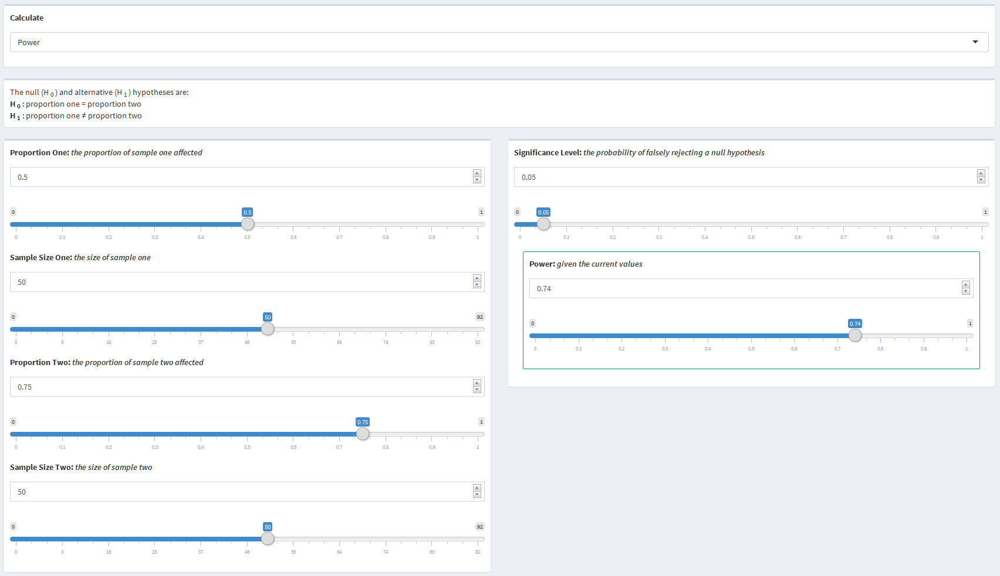 Calculate
Power
The null (H 0 ) and alternative (H 1 ) hypotheses are:
H 0 : proportion one = proportion two
H 1 : proportion one ≠ proportion two
Proportion One: the proportion of sample one affected
0.5
0 0.5 1
0 0.1 0.2 0.3 0.4 0.5 0.6 0.7 0.8 0.9 1
Sample Size One: the size of sample one
50
0 50 92
0 9 18 28 37 46 55 64 74 83 92
Proportion Two: the proportion of sample two affected
0.75
0 0.75 1
0 0.1 0.2 0.3 0.4 0.5 0.6 0.7 0.8 0.9 1
Sample Size Two: the size of sample two
50
0 50 92
0 9 18 28 37 46 55 64 74 83 92
Significance Level: the probability of falsely rejecting a null hypothesis
0.05
0 0.05 1
0 0.1 0.2 0.3 0.4 0.5 0.6 0.7 0.8 0.9 1
Power: given the current values
0.74
0 0.74 1
0 0.1 0.2 0.3 0.4 0.5 0.6 0.7 0.8 0.9 1